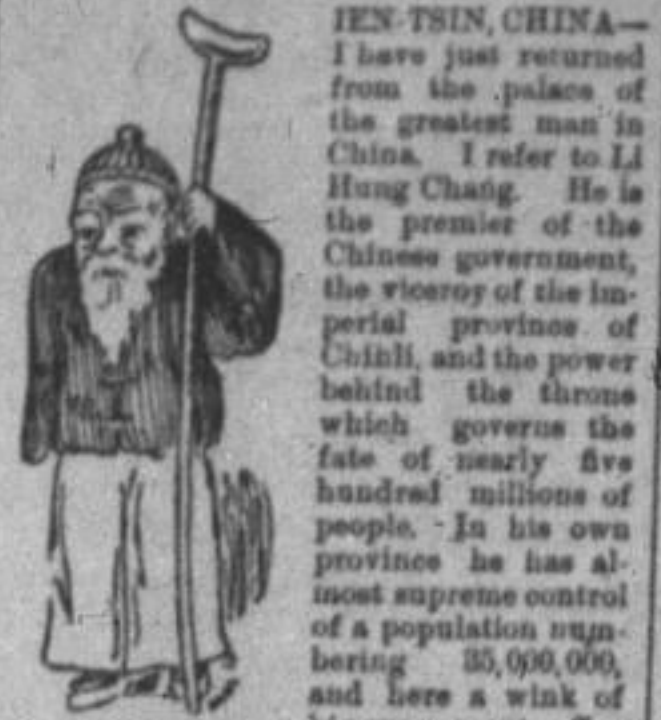 IEN-TSIN, CHINA—
I have just returned
from the palace of
the greatest man in
China. I refer to Li
Hung Chang. He is
the premier of the
Chinese government,
the viceroy of the im-
perial province of
Chihli, and the power
behind the throne
which governs the
fate of nearly five
hundred millions of
people. In his own
province he has al-
most supreme control
of a population num-
bering 35,000,000,
and here a wink of